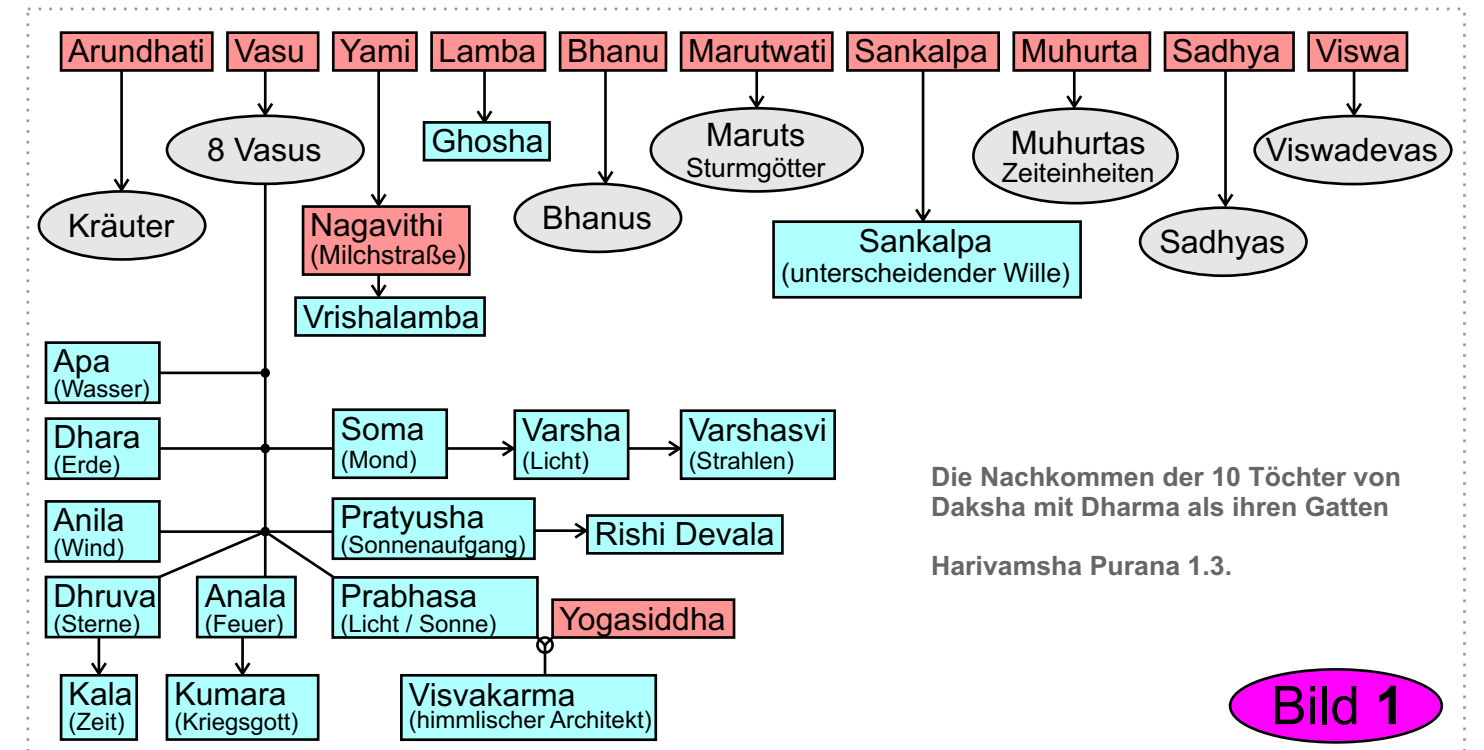 Arundhati
Vasu
Yami
Lamba
Bhanu
Marutwati
Sankalpa
Muhurta
Sadhya
Viswa
Kräuter
8 Vasus
Nagavithi
(Milchstraße)
Vrishalamba
Ghosha
Bhanus
Maruts
Sturmgötter
Sankalpa
(unterscheidender Wille)
Muhurtas
Zeiteinheiten
Sadhyas
Viswadevas
Apa
(Wasser)
Dhara
(Erde)
Soma
(Mond)
Varsha
(Licht)
Varshasvi
(Strahlen)
Anila
(Wind)
Pratyusha
(Sonnenaufgang)
Rishi Devala
Dhruva
(Sterne)
Anala
(Feuer)
Prabhasa
(Licht / Sonne)
Yogasiddha
Kala
(Zeit)
Kumara
(Kriegsgott)
Visvakarma
(himmlischer Architekt)
Die Nachkommen der 10 Töchter von
Daksha mit Dharma als ihren Gatten
Harivamsha Purana 1.3.
Bild 1